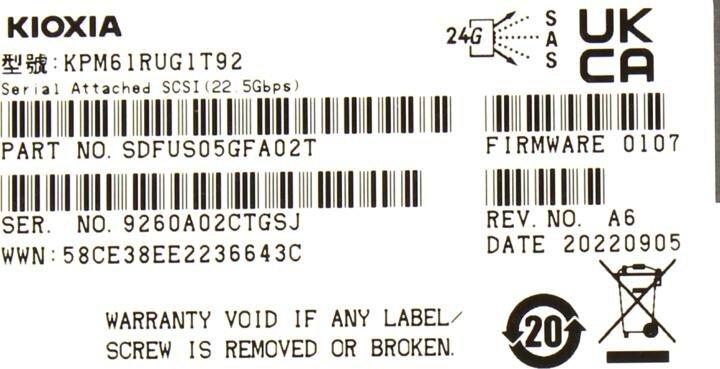 KIOXIA
24G SAS
UK
CA
型號:KPM61RUG1T92
Serial Attached SCSI(22.5Gbps)
PART NO. SDFUS05GFA02T
FIRMWARE 0107
SER. NO. 9260A02CTGSJ
REV. NO. A6
WWN:58CE38EE2236643C
DATE 20220905
WARRANTY VOID IF ANY LABEL/
SCREW IS REMOVED OR BROKEN.
20